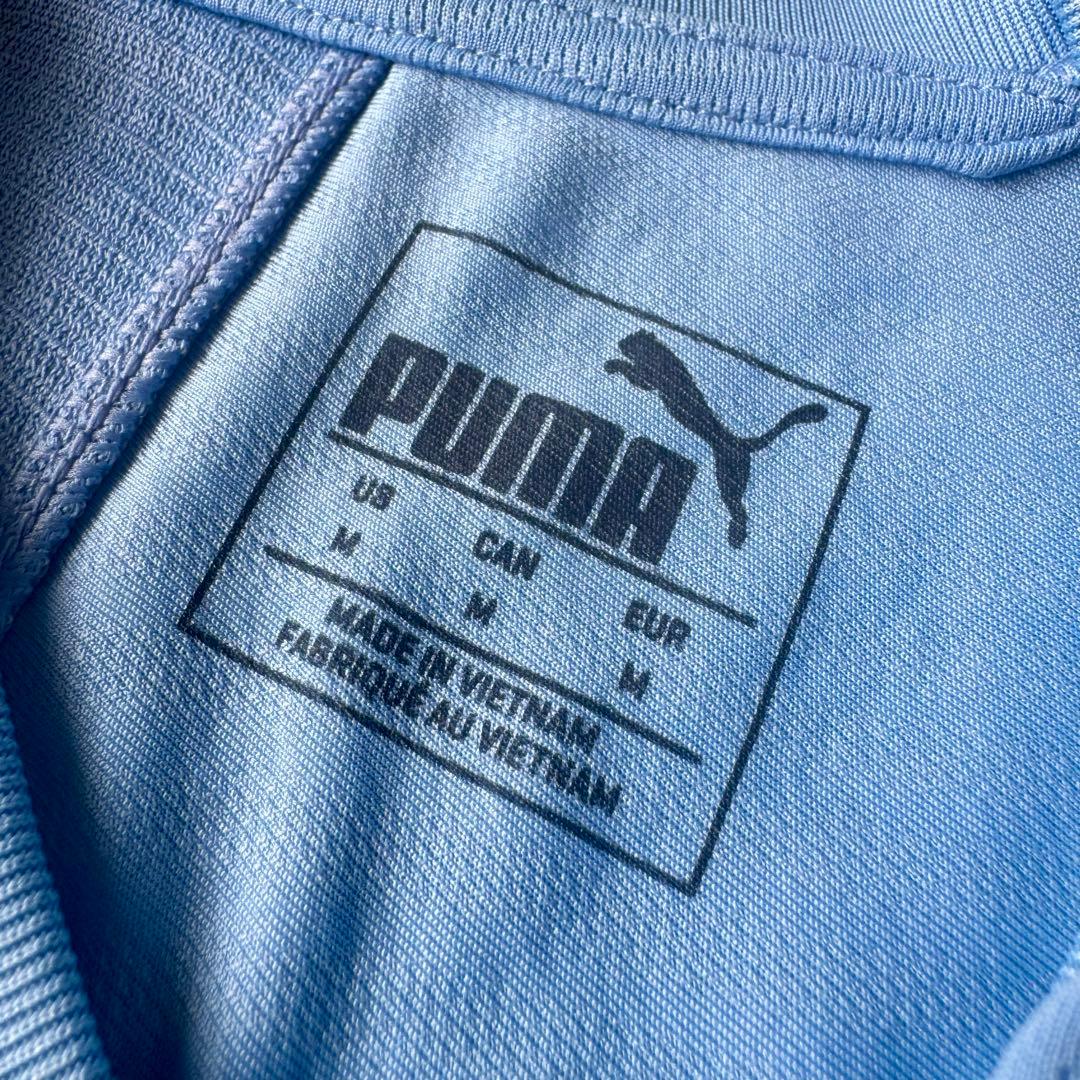 PUMA
US CAN EUR
M M M
MADE IN VIETNAM
FABRIQUÉ AU VIETNAM